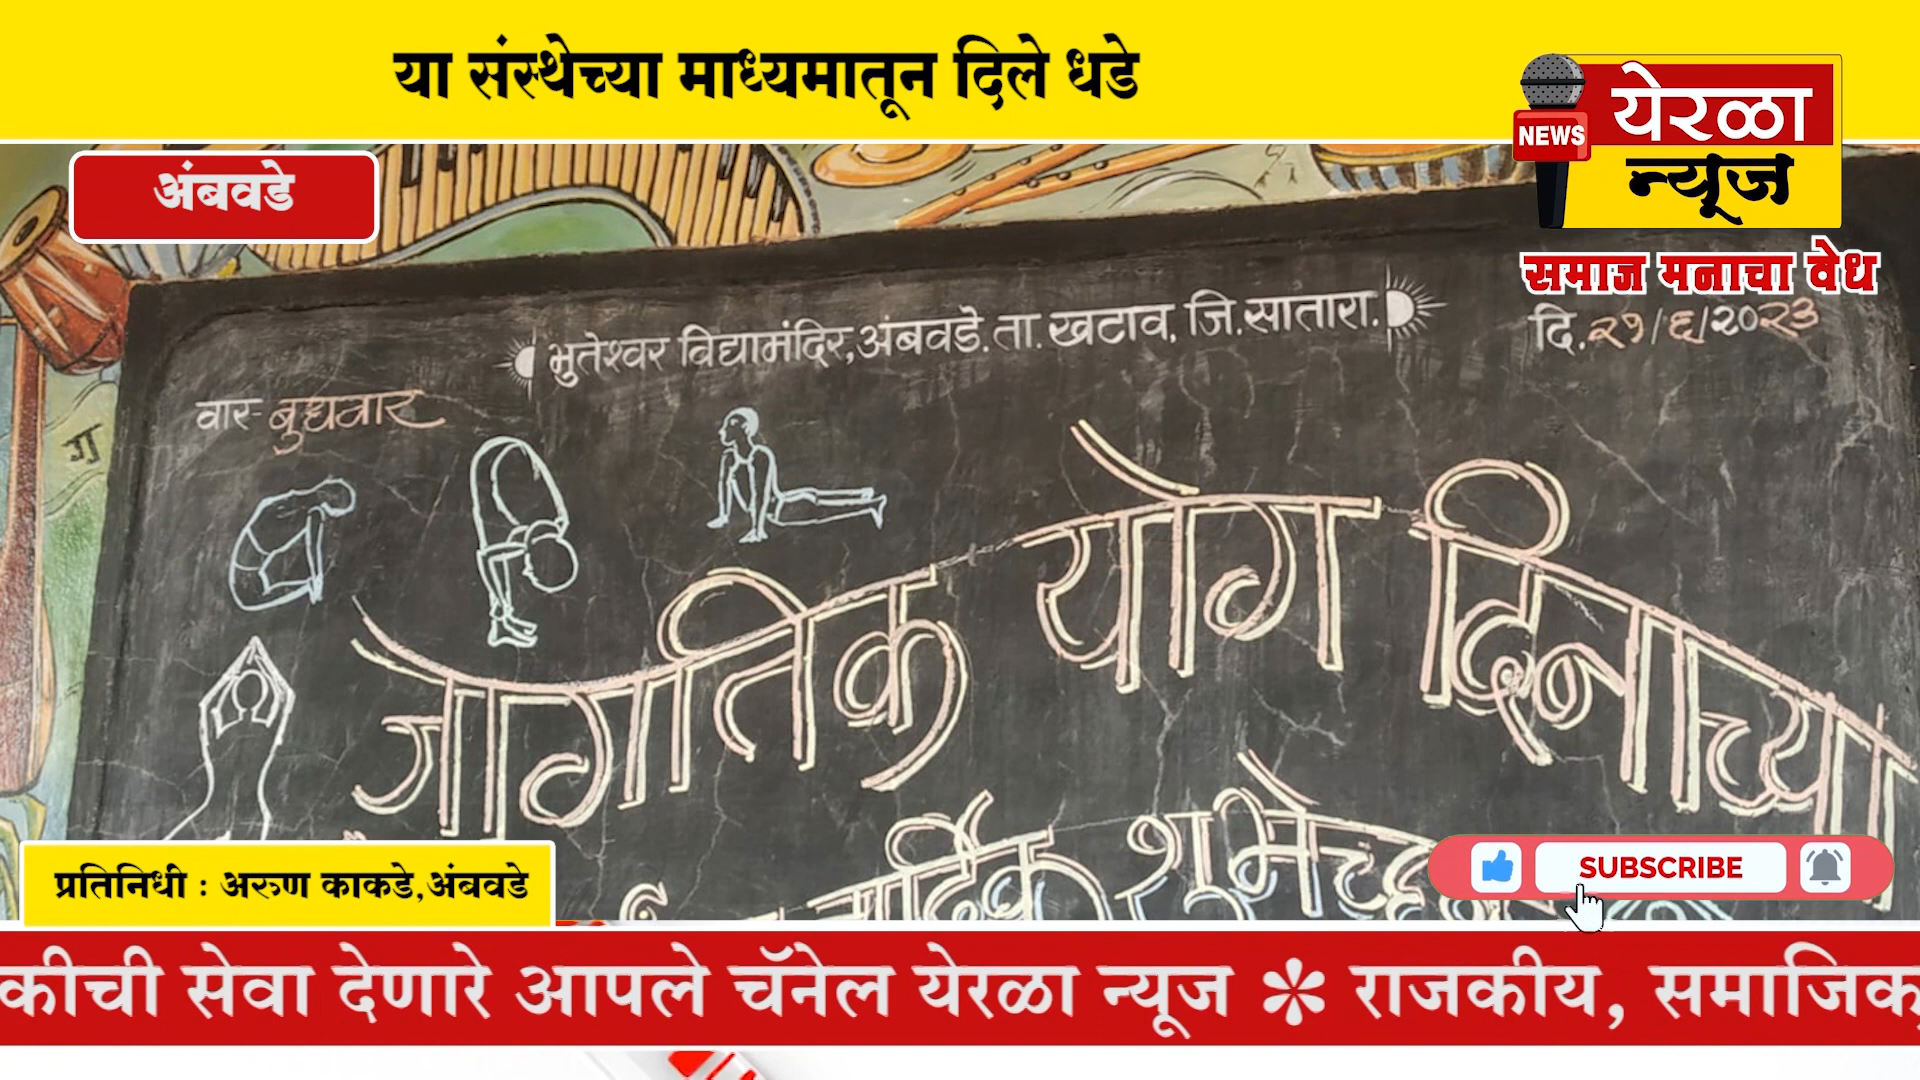 या संस्थेच्या माध्यमातून दिले धडे
NEWS
येरळा
न्यूज
समाज मनाचा वेध
अंबवडे
भुतेश्वर विद्यामंदिर,अंबवडे. ता. खटाव, जि.सातारा.
दि.२१/६/२०२३
वार- बुधवार
ग
जागतिक योग दिनाच्या
हार्दिक शुभेच्छा
SUBSCRIBE
प्रतिनिधी : अरुण काकडे,अंबवडे
कीची सेवा देणारे आपले चॅनेल येरळा न्यूज * राजकीय, समाजिक